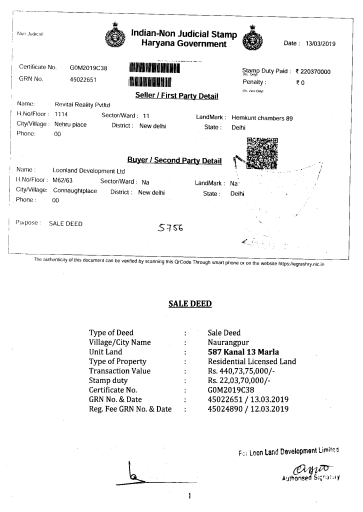 Non Judicial
Indian-Non Judicial Stamp
Haryana Government
Date : 13/03/2019
Certificate No. G0M2019C38
GRN No. 45022651
Stamp Duty Paid : ₹ 220370000
Penalty : ₹ 0
Seller / First Party Detail
Name: Revital Reality Pvtltd
H.No/Floor : 1114 Sector/Ward : 11 LandMark : Hemkunt chambers 89
City/Village : Nehru place District : New delhi State : Delhi
Phone: 00
Buyer / Second Party Detail
Name : Loonland Development Ltd
H.No/Floor : M62/63 Sector/Ward : Na LandMark : Na
City/Village: Connaughtplace District : New delhi State : Delhi
Phone : 00
Purpose : SALE DEED
5756
The authenticity of this document can be verified by scanning this QrCode Through smart phone or on the website https://egrashry.nic.in
SALE DEED
Type of Deed : Sale Deed
Village/City Name : Naurangpur
Unit Land : 587 Kanal 13 Marla
Type of Property : Residential Licensed Land
Transaction Value : Rs. 440,73,75,000/-
Stamp duty : Rs. 22,03,70,000/-
Certificate No. : G0M2019C38
GRN No. & Date : 45022651 / 13.03.2019
Reg. Fee GRN No. & Date : 45024890 / 12.03.2019
For Loon Land Development Limited
Authorised Signatory
1